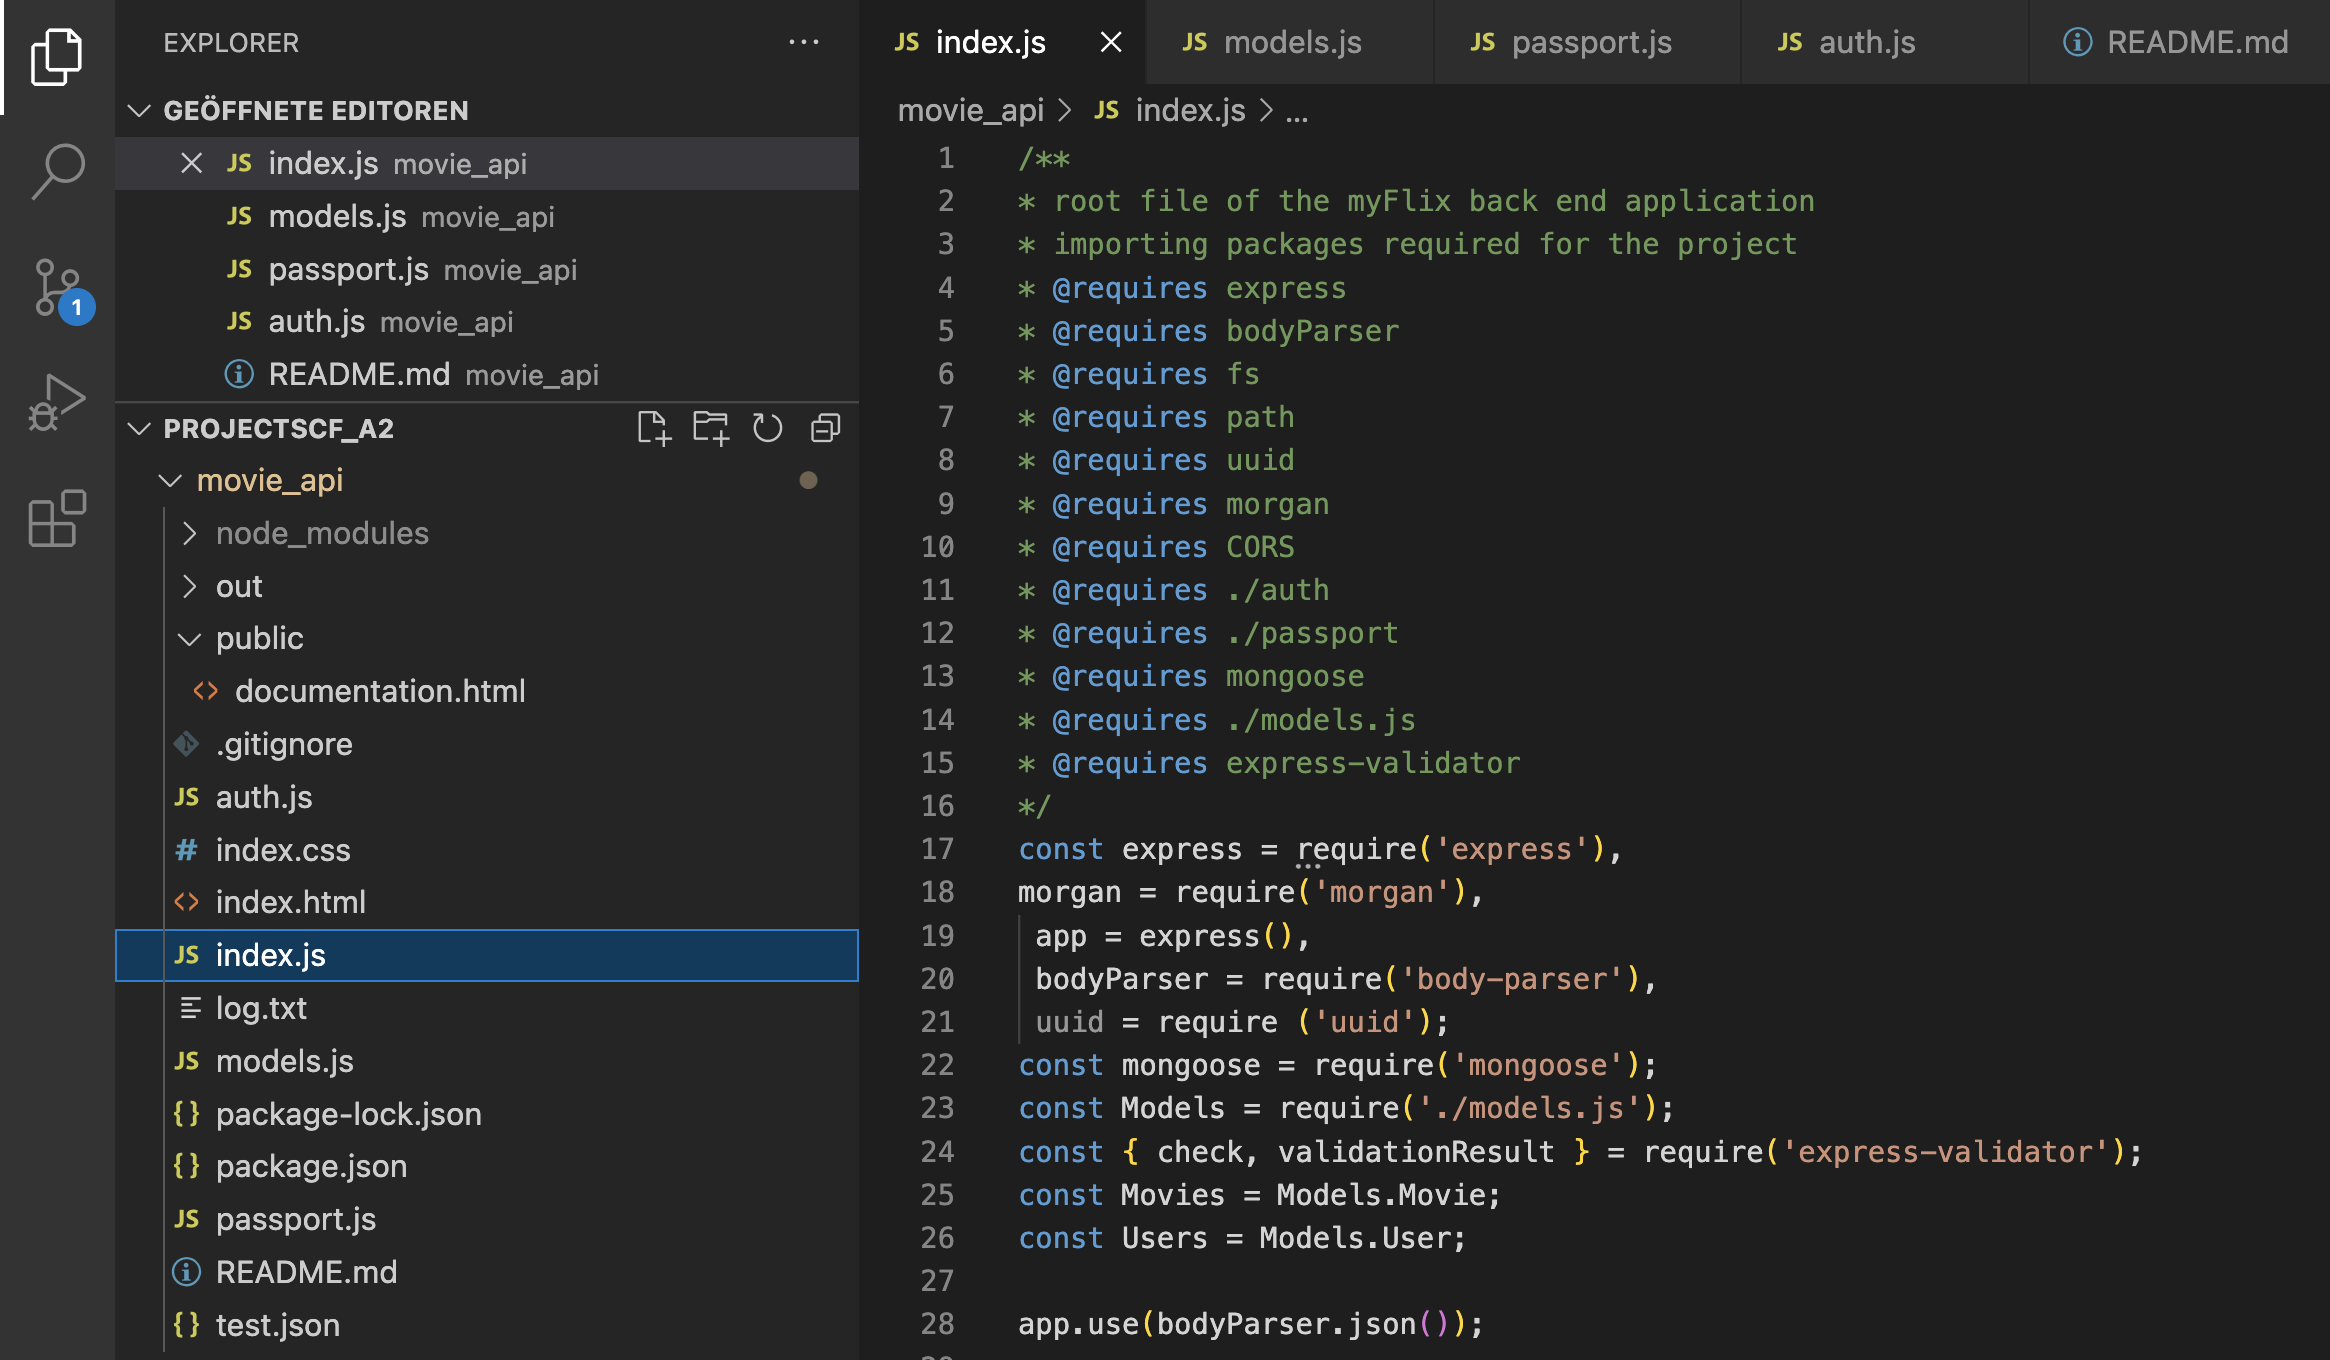 EXPLORER
GEÖFFNETE EDITOREN
JS index.js movie_api
JS models.js movie_api
JS passport.js movie_api
JS auth.js movie_api
README.md movie_api
PROJECTSCF_A2
movie_api
node_modules
out
public
<> documentation.html
.gitignore
JS auth.js
# index.css
<> index.html
JS index.js
log.txt
JS models.js
{} package-lock.json
{} package.json
JS passport.js
README.md
{} test.json
1
JS index.js
JS models.js
JS passport.js
JS auth.js
README.md
movie_api > JS index.js > ...
1 /**
2 * root file of the myFlix back end application
3 * importing packages required for the project
4 * @requires express
5 * @requires bodyParser
6 * @requires fs
7 * @requires path
8 * @requires uuid
9 * @requires morgan
10 * @requires CORS
11 * @requires ./auth
12 * @requires ./passport
13 * @requires mongoose
14 * @requires ./models.js
15 * @requires express-validator
16 */
17 const express = require('express'),
18 morgan = require('morgan'),
19 app = express(),
20 bodyParser = require('body-parser'),
21 uuid = require ('uuid');
22 const mongoose = require('mongoose');
23 const Models = require('./models.js');
24 const { check, validationResult } = require('express-validator');
25 const Movies = Models.Movie;
26 const Users = Models.User;
27
28 app.use(bodyParser.json());